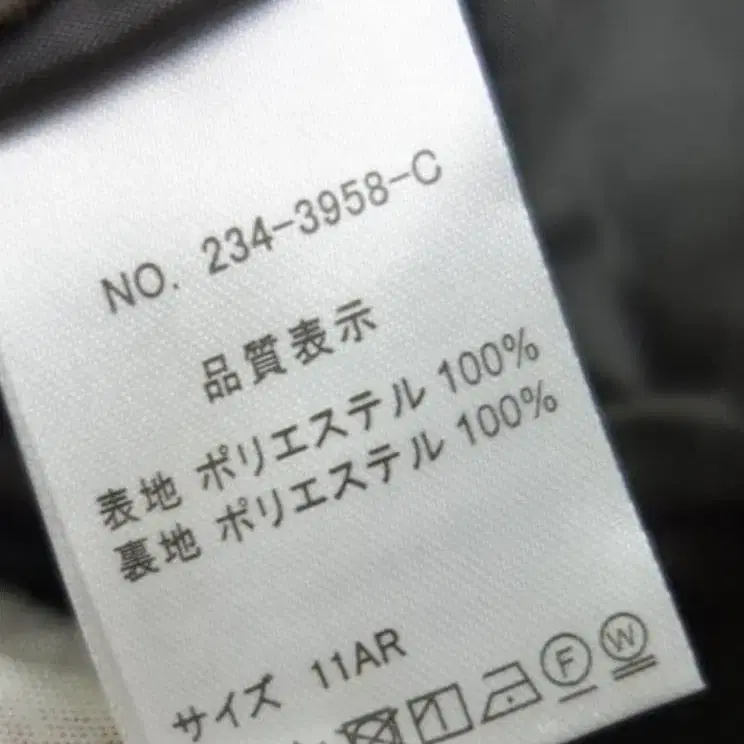 NO. 234-3958-C
品質表示
表地 ポリエステル 100%
裏地 ポリエステル 100%
サイズ 11AR
F W